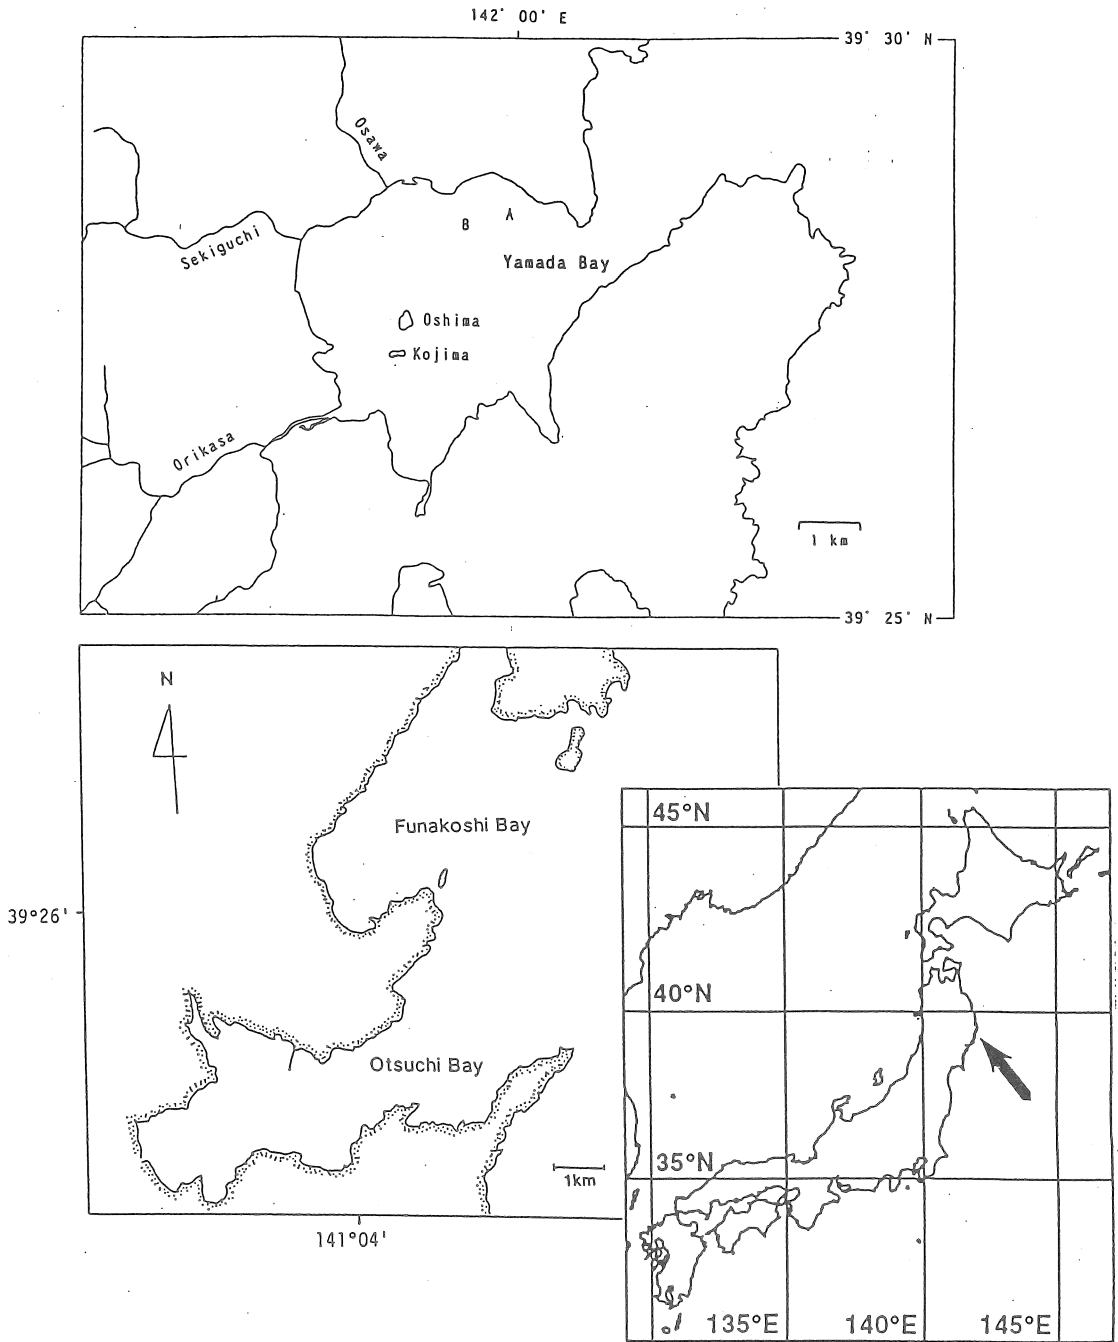 142° 00' E
39° 30' N
Osawa
B
A
Sekiguchi
Yamada Bay
Oshima
Kojima
Orikasa
1 km
39° 25' N
N
Funakoshi Bay
39°26'
Otsuchi Bay
1km
141°04'
45°N
40°N
35°N
135°E
140°E
145°E